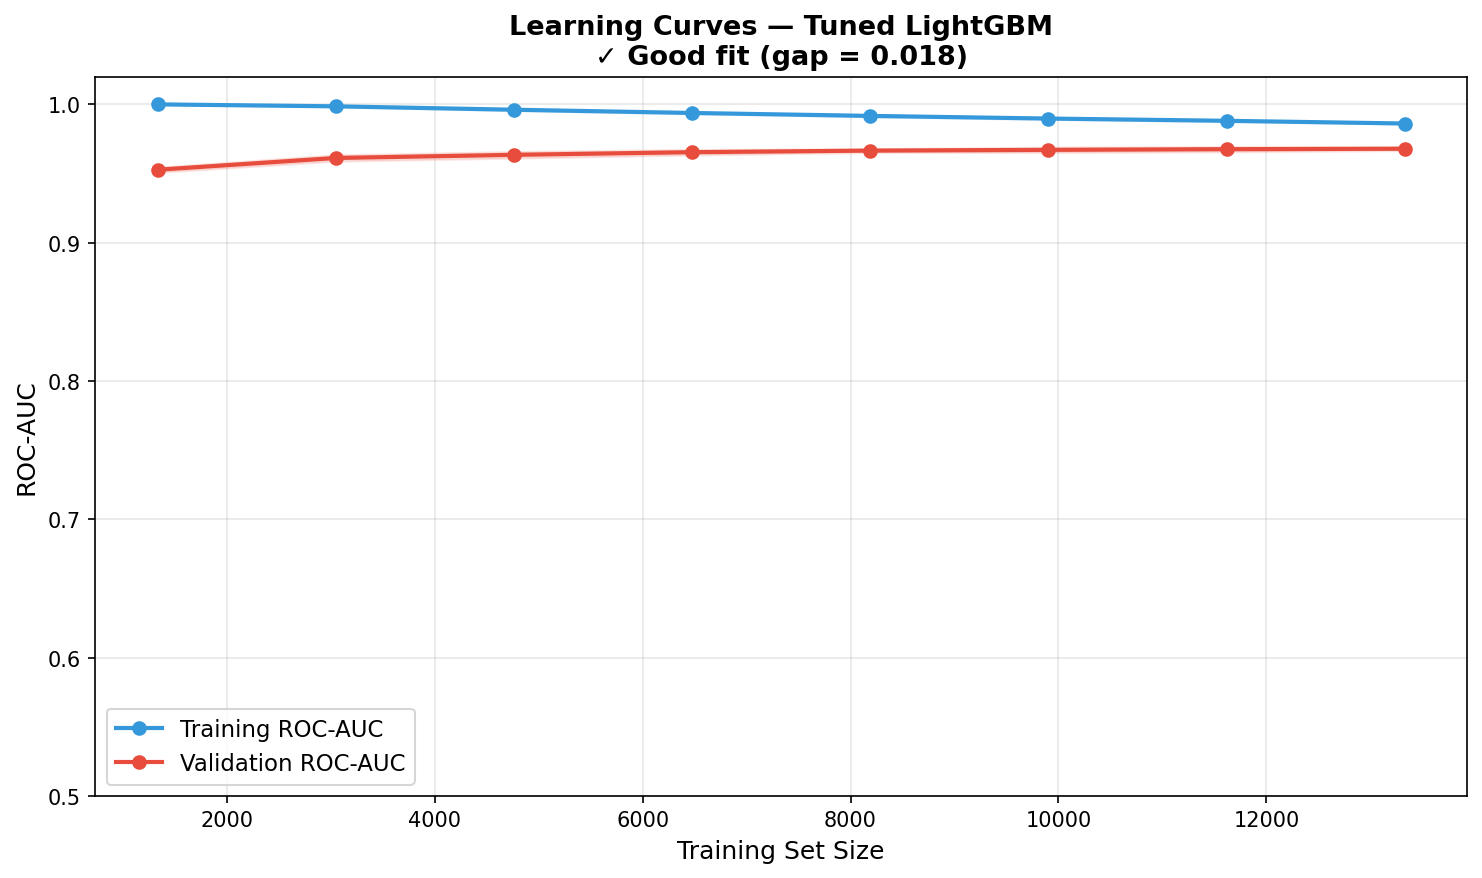 Learning Curves — Tuned LightGBM
✓ Good fit (gap = 0.018)
1.0
0.9
0.8
0.7
0.6
0.5
ROC-AUC
Training ROC-AUC
Validation ROC-AUC
2000 4000 6000 8000 10000 12000
Training Set Size